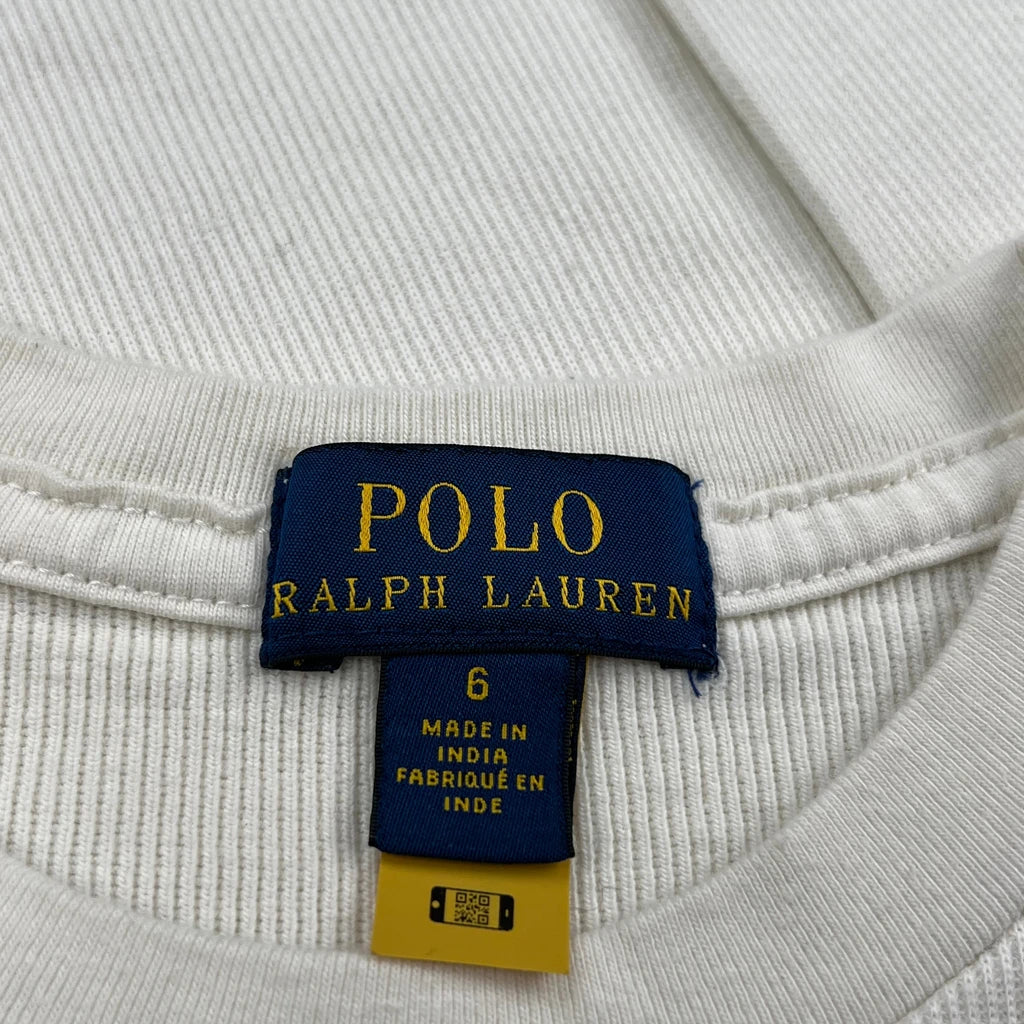 POLO
RALPH LAUREN
6
MADE IN
INDIA
FABRIQUÉ EN
INDE